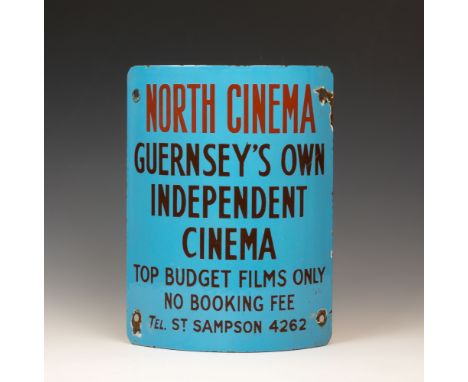 NORTH CINEMA
GUERNSEY'S OWN
INDEPENDENT
CINEMA
TOP BUDGET FILMS ONLY
NO BOOKING FEE
TEL. ST SAMPSON 4262